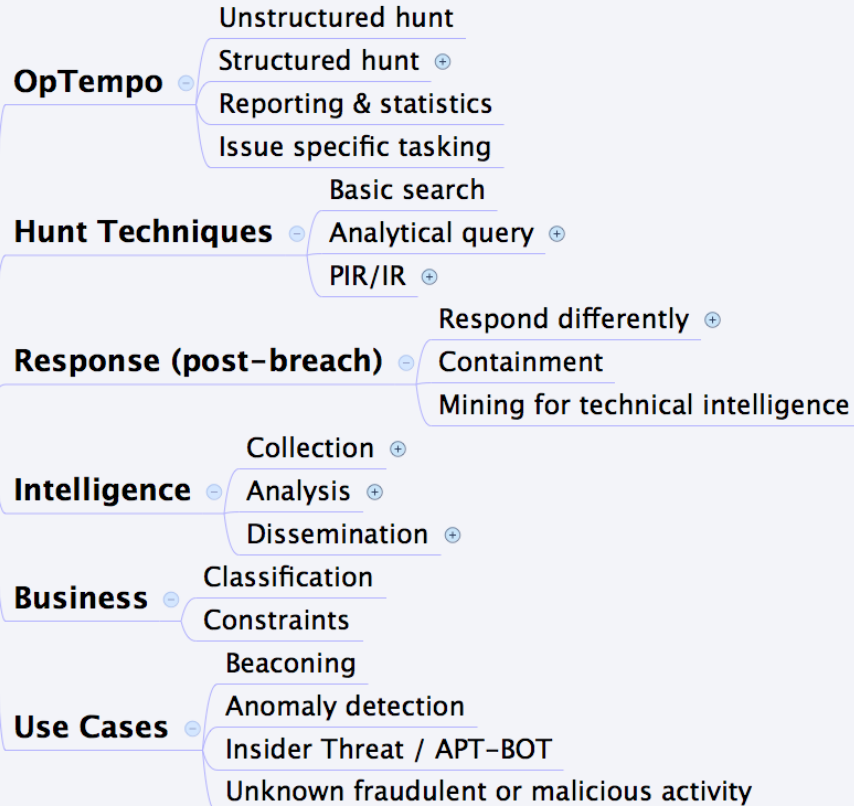 OpTempo
Unstructured hunt
Structured hunt
Reporting & statistics
Issue specific tasking
Hunt Techniques
Basic search
Analytical query
PIR/IR
Response (post-breach)
Respond differently
Containment
Mining for technical intelligence
Intelligence
Collection
Analysis
Dissemination
Business
Classification
Constraints
Use Cases
Beaconing
Anomaly detection
Insider Threat / APT-BOT
Unknown fraudulent or malicious activity